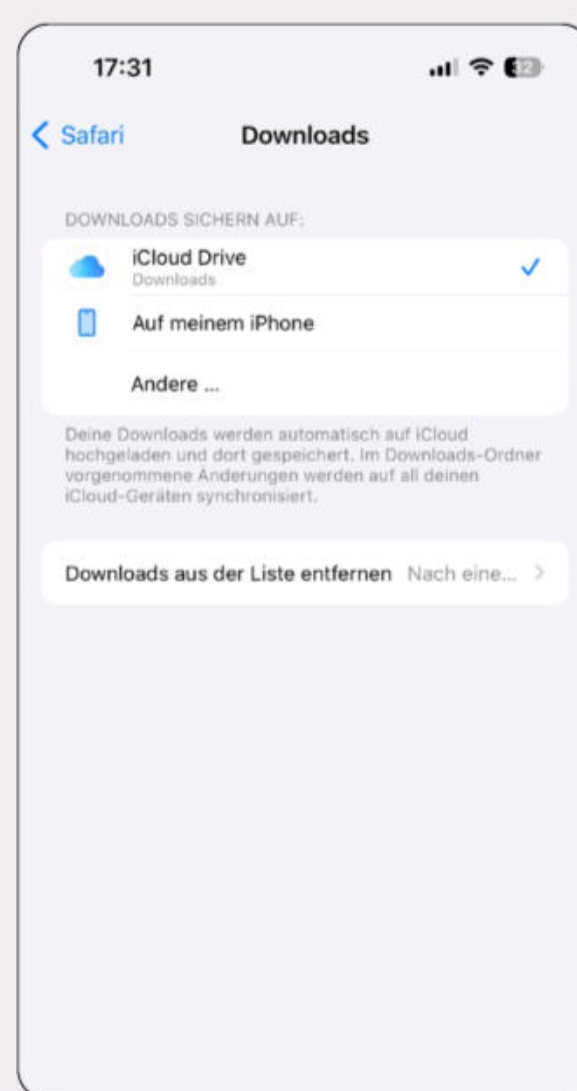 17:31
32
Safari
Downloads
DOWNLOADS SICHERN AUF:
iCloud Drive
Downloads
Auf meinem iPhone
Andere ...
Deine Downloads werden automatisch auf iCloud
hochgeladen und dort gespeichert. Im Downloads-Ordner
vorgenommene Änderungen werden auf all deinen
iCloud-Geräten synchronisiert.
Downloads aus der Liste entfernen Nach eine...